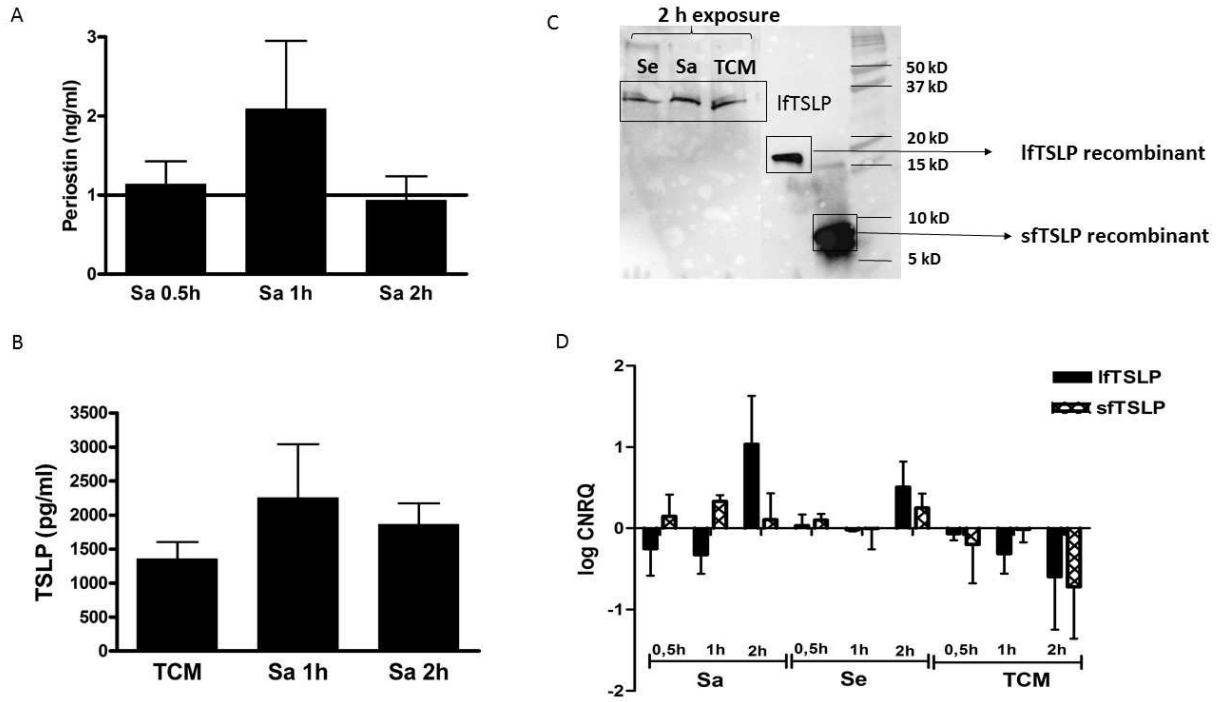 A
Periostin (ng/ml)
3
2
1
0
Sa 0.5h Sa 1h Sa 2h
B
TSLP (pg/ml)
3500
3000
2500
2000
1500
1000
500
0
TCM Sa 1h Sa 2h
C
2 h exposure
Se Sa TCM
lfTSLP
50 kD
37 kD
20 kD
15 kD
10 kD
5 kD
lfTSLP recombinant
sfTSLP recombinant
D
log CNRQ
2
1
0
-1
-2
lfTSLP
sfTSLP
0,5h 1h 2h 0,5h 1h 2h 0,5h 1h 2h
Sa Se TCM